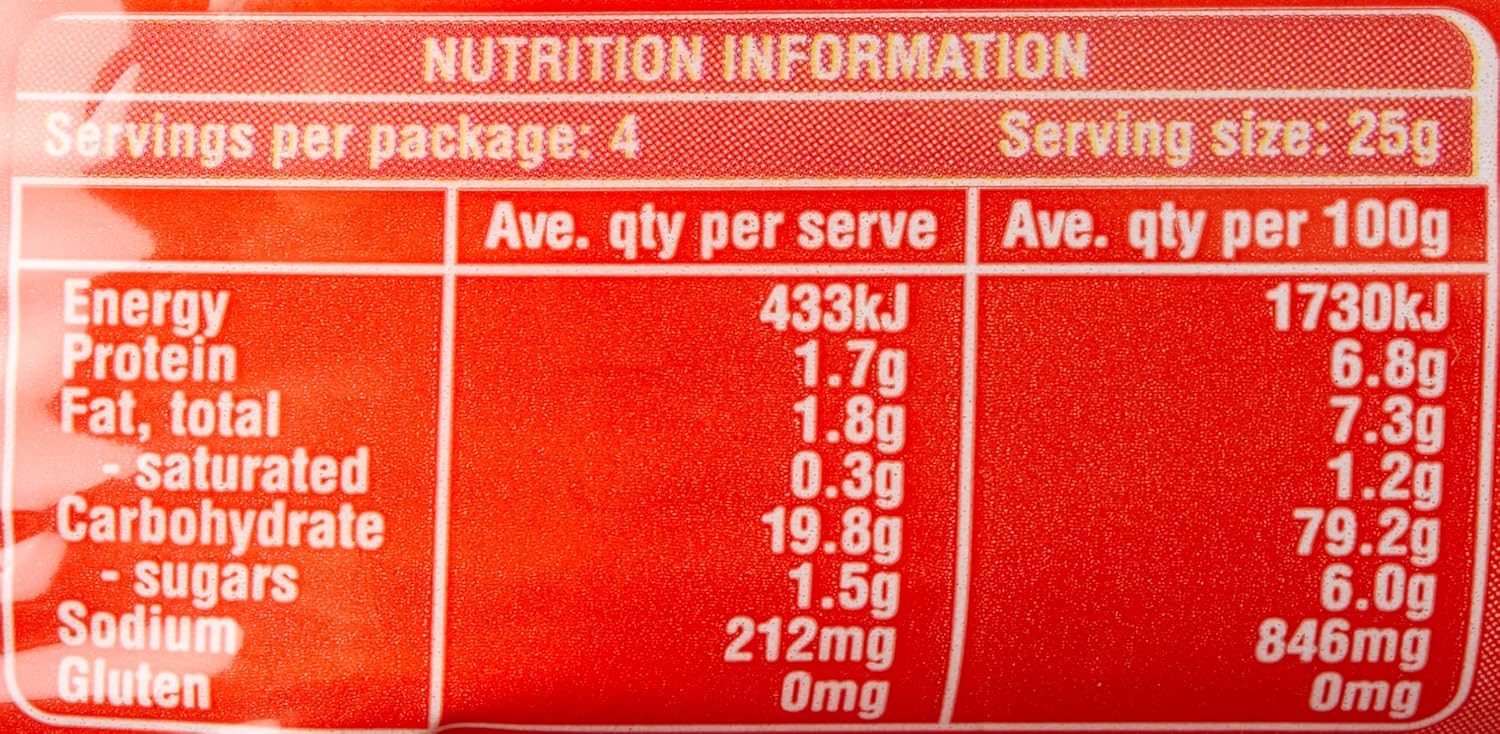 NUTRITION INFORMATION
Servings per package: 4 Serving size: 25g
Ave. qty per serve Ave. qty per 100g
Energy 433kJ 1730kJ
Protein 1.7g 6.8g
Fat, total 1.8g 7.3g
- saturated 0.3g 1.2g
Carbohydrate 19.8g 79.2g
- sugars 1.5g 6.0g
Sodium 212mg 846mg
Gluten 0mg 0mg